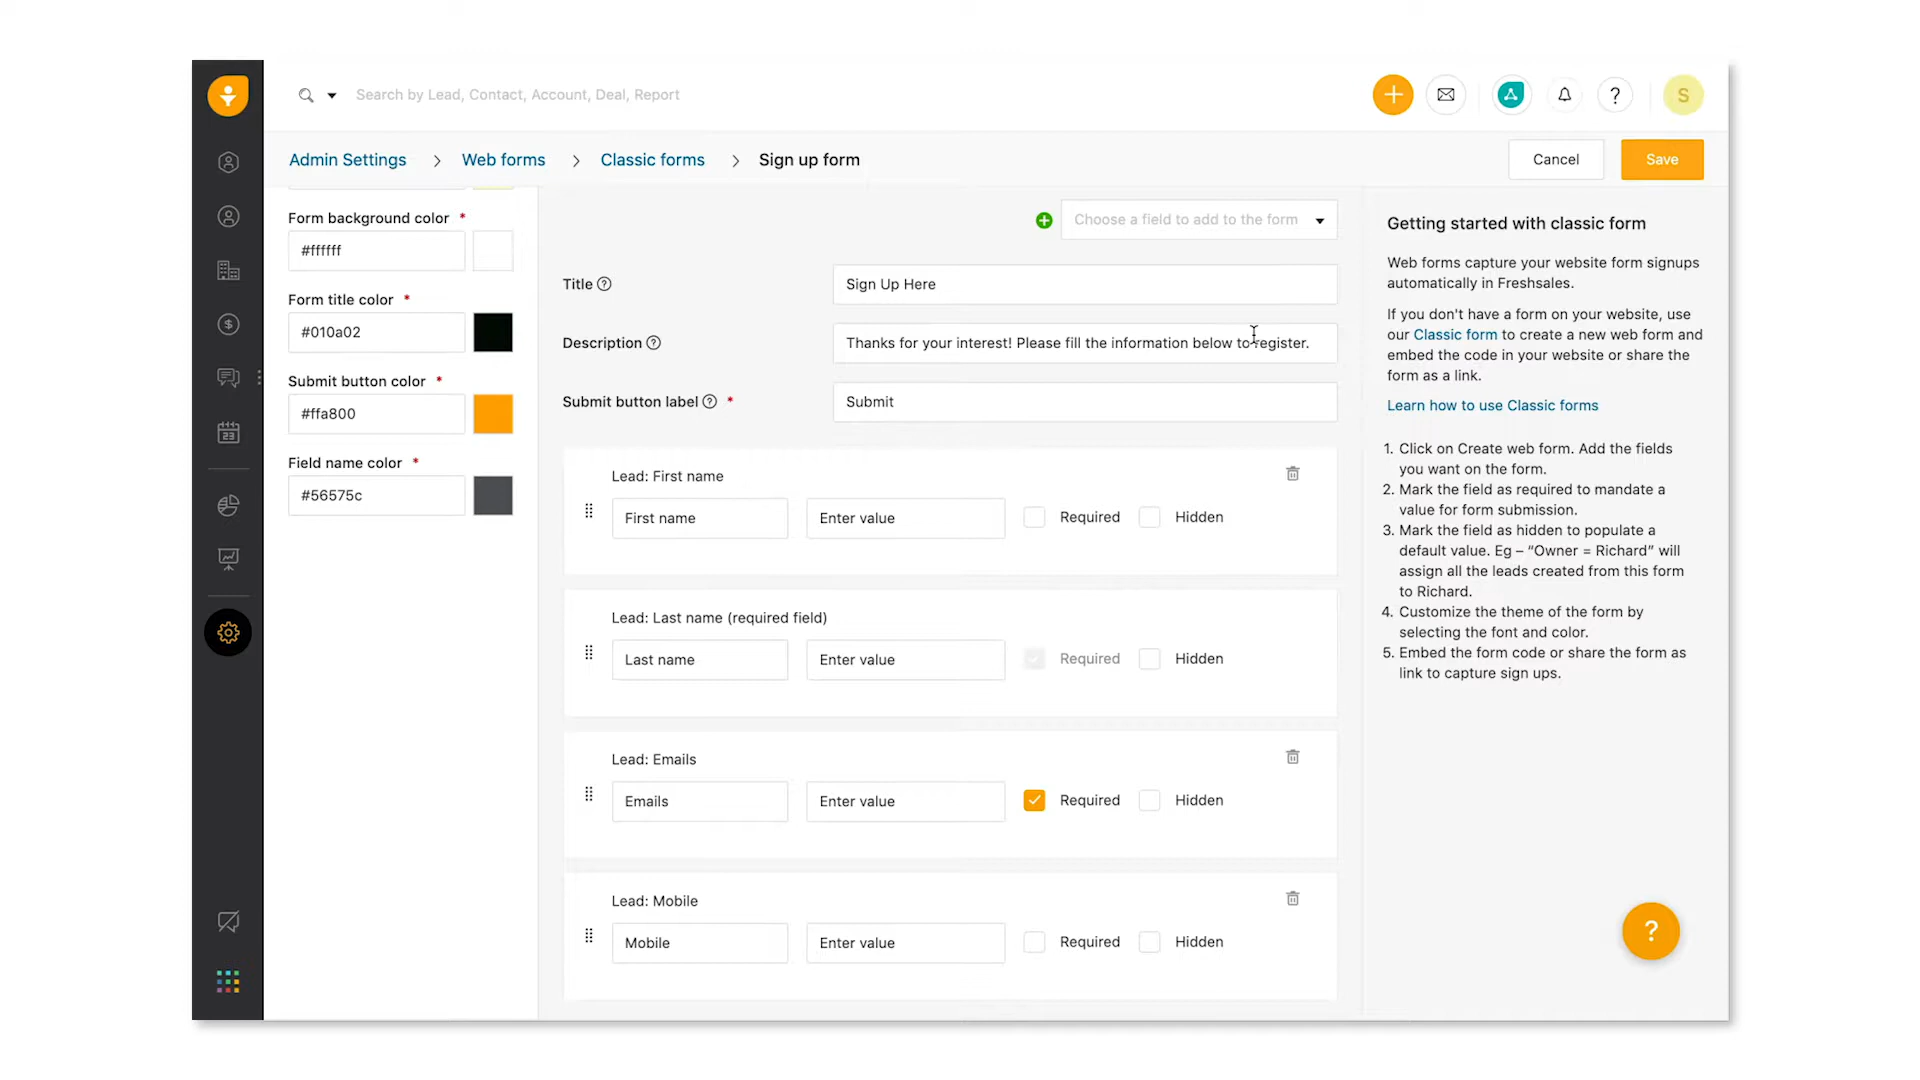 Search by Lead, Contact, Account, Deal, Report
?
S
Admin Settings > Web forms > Classic forms > Sign up form
Cancel
Save
Form background color *
#ffffff
Form title color *
#010a02
Submit button color *
#ffa800
Field name color *
#56575c
23
Choose a field to add to the form
Title ?
Sign Up Here
Description ?
Thanks for your interest! Please fill the information below to register.
Submit button label ? *
Submit
Lead: First name
First name
Enter value
Required
Hidden
Lead: Last name (required field)
Last name
Enter value
Required
Hidden
Lead: Emails
Emails
Enter value
Required
Hidden
Lead: Mobile
Mobile
Enter value
Required
Hidden
Getting started with classic form
Web forms capture your website form signups
automatically in Freshsales.
If you don't have a form on your website, use
our Classic form to create a new web form and
embed the code in your website or share the
form as a link.
Learn how to use Classic forms
1. Click on Create web form. Add the fields
you want on the form.
2. Mark the field as required to mandate a
value for form submission.
3. Mark the field as hidden to populate a
default value. Eg – “Owner = Richard” will
assign all the leads created from this form
to Richard.
4. Customize the theme of the form by
selecting the font and color.
5. Embed the form code or share the form as
link to capture sign ups.
?